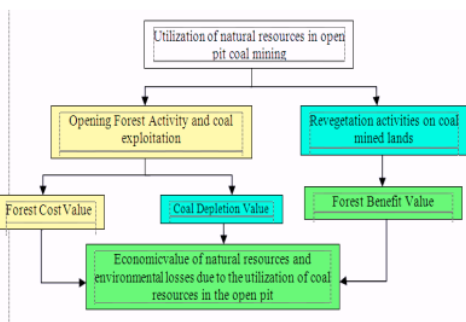 Utilization of natural resources in open
pit coal mining
Opening Forest Activity and coal
exploitation
Revegetation activities on coal
mined lands
Forest Cost Value
Coal Depletion Value
Forest Benefit Value
Economicvalue of natural resources and
environmental losses due to the utilization of coal
resources in the open pit